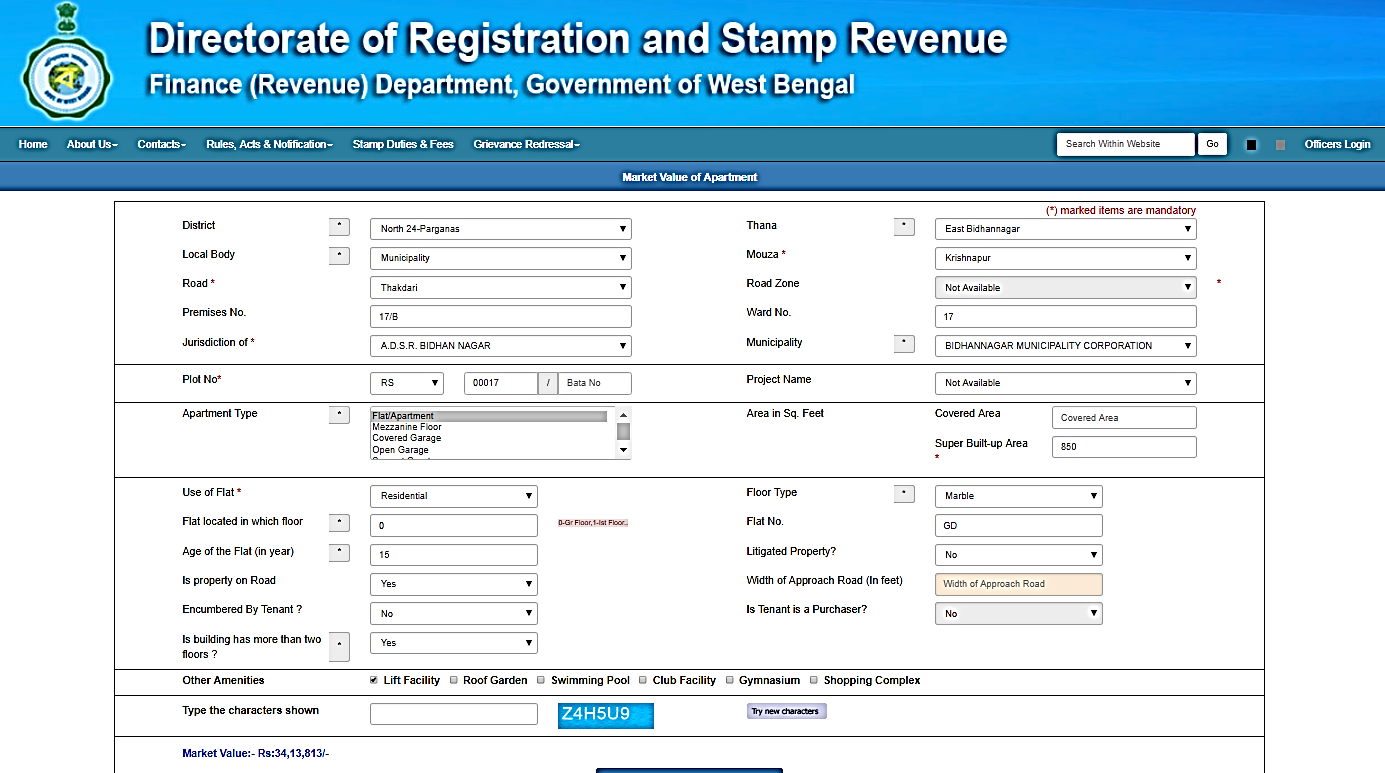 Directorate of Registration and Stamp Revenue
Finance (Revenue) Department, Government of West Bengal
Home About Us Contacts Rules, Acts & Notification Stamp Duties & Fees Grievance Redressal Search Within Website Go Officers Login
Market Value of Apartment
(*) marked items are mandatory
District * North 24-Parganas Thana * East Bidhannagar
Local Body * Municipality Mouza * Krishnapur
Road * Thakdari Road Zone Not Available *
Premises No. 17/B Ward No. 17
Jurisdiction of * A.D.S.R. BIDHAN NAGAR Municipality * BIDHANNAGAR MUNICIPALITY CORPORATION
Plot No* RS 00017 / Bata No Project Name Not Available
Apartment Type * Flat/Apartment Area in Sq. Feet Covered Area Covered Area
Mezzanine Floor
Covered Garage
Open Garage
Super Built-up Area * 850
Use of Flat * Residential Floor Type * Marble
Flat located in which floor * 0 0-Gr Floor,1-Ist Floor.. Flat No. GD
Age of the Flat (in year) * 15 Litigated Property? No
Is property on Road Yes Width of Approach Road (In feet) Width of Approach Road
Encumbered By Tenant ? No Is Tenant is a Purchaser? No
Is building has more than two * Yes
floors ?
Other Amenities Lift Facility Roof Garden Swimming Pool Club Facility Gymnasium Shopping Complex
Type the characters shown Z4H5U9 Try new characters
Market Value:- Rs:34,13,813/-